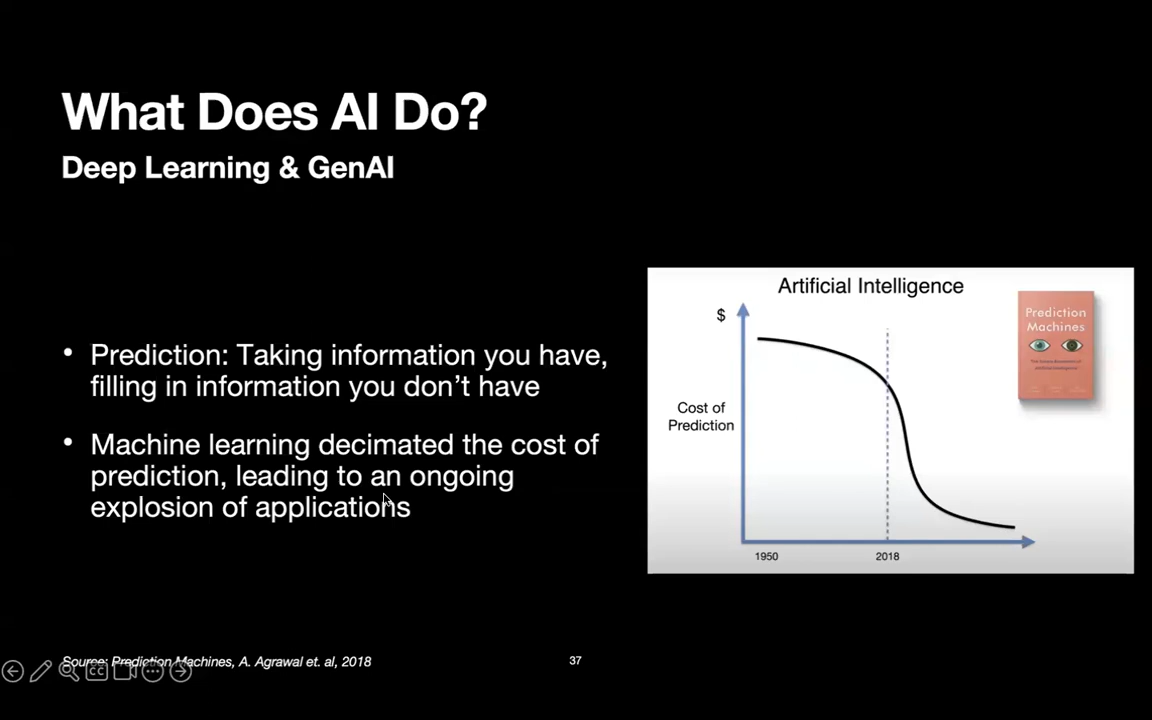 What Does AI Do?
Deep Learning & GenAI
• Prediction: Taking information you have,
filling in information you don’t have
• Machine learning decimated the cost of
prediction, leading to an ongoing
explosion of applications
Artificial Intelligence
$
Cost of
Prediction
1950
2018
Prediction
Machines
Source: Prediction Machines, A. Agrawal et. al, 2018
37
CC